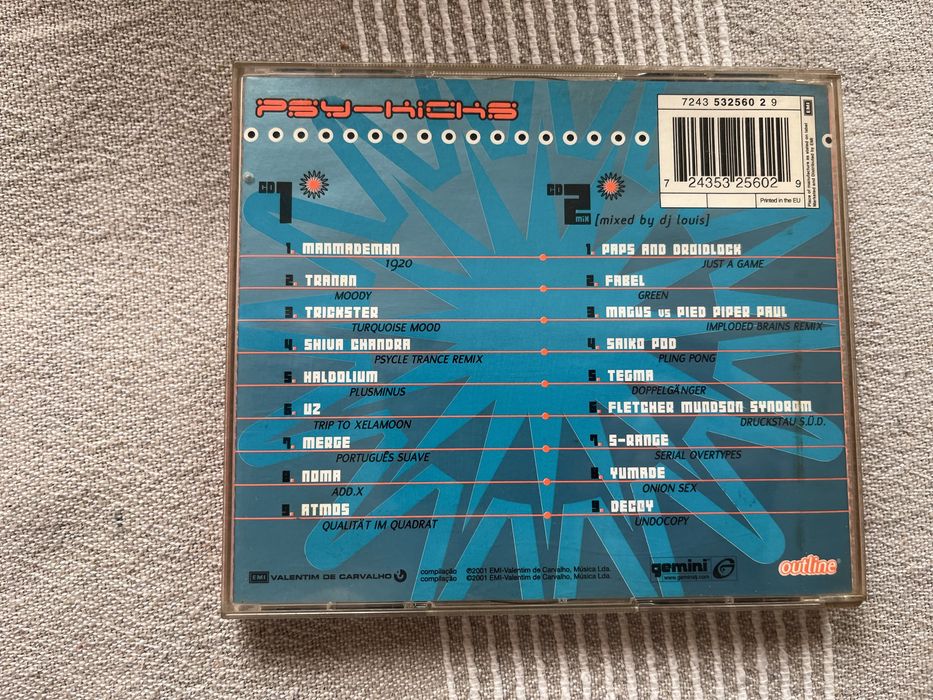 PSY-KICKS
7243 532560 2 9
7 24353 25602 9
Printed in the EU
EMI
CD 1
1. MANMADEMAN
1920
2. TRANAN
MOODY
3. TRICKSTER
TURQUOISE MOOD
4. SHIVA CHANDRA
PSYCLE TRANCE REMIX
5. HALDOLIUM
PLUSMINUS
6. UZ
TRIP TO XELAMOON
7. MERGE
PORTUGUÊS SUAVE
8. NOMA
ADD.X
9. ATMOS
QUALITÄT IM QUADRAT
CD 2 mix [mixed by dj louis]
1. PAPS AND DROIDLOCK
JUST A GAME
2. FABEL
GREEN
3. MAGUS vs PIED PIPER PAUL
IMPLODED BRAINS REMIX
4. SAIKO POD
PLING PONG
5. TEGMA
DOPPELGÄNGER
6. FLETCHER MUNDSON SYNDROM
DRUCKSTAU S.Ü.D.
7. S-RANGE
SERIAL OVERTYPES
8. YUMADE
ONION SEX
9. DECOY
UNDOCOPY
EMI VALENTIM DE CARVALHO
compilação ℗2001 EMI-Valentim de Carvalho, Música Lda.
compilação ©2001 EMI-Valentim de Carvalho, Música Lda.
gemini
www.geminidj.com
outline